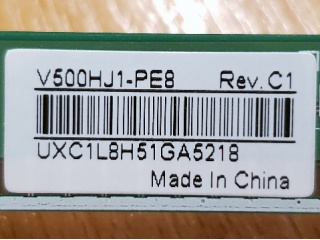 V500HJ1-PE8 Rev.C1
UXC1L8H51GA5218
Made In China